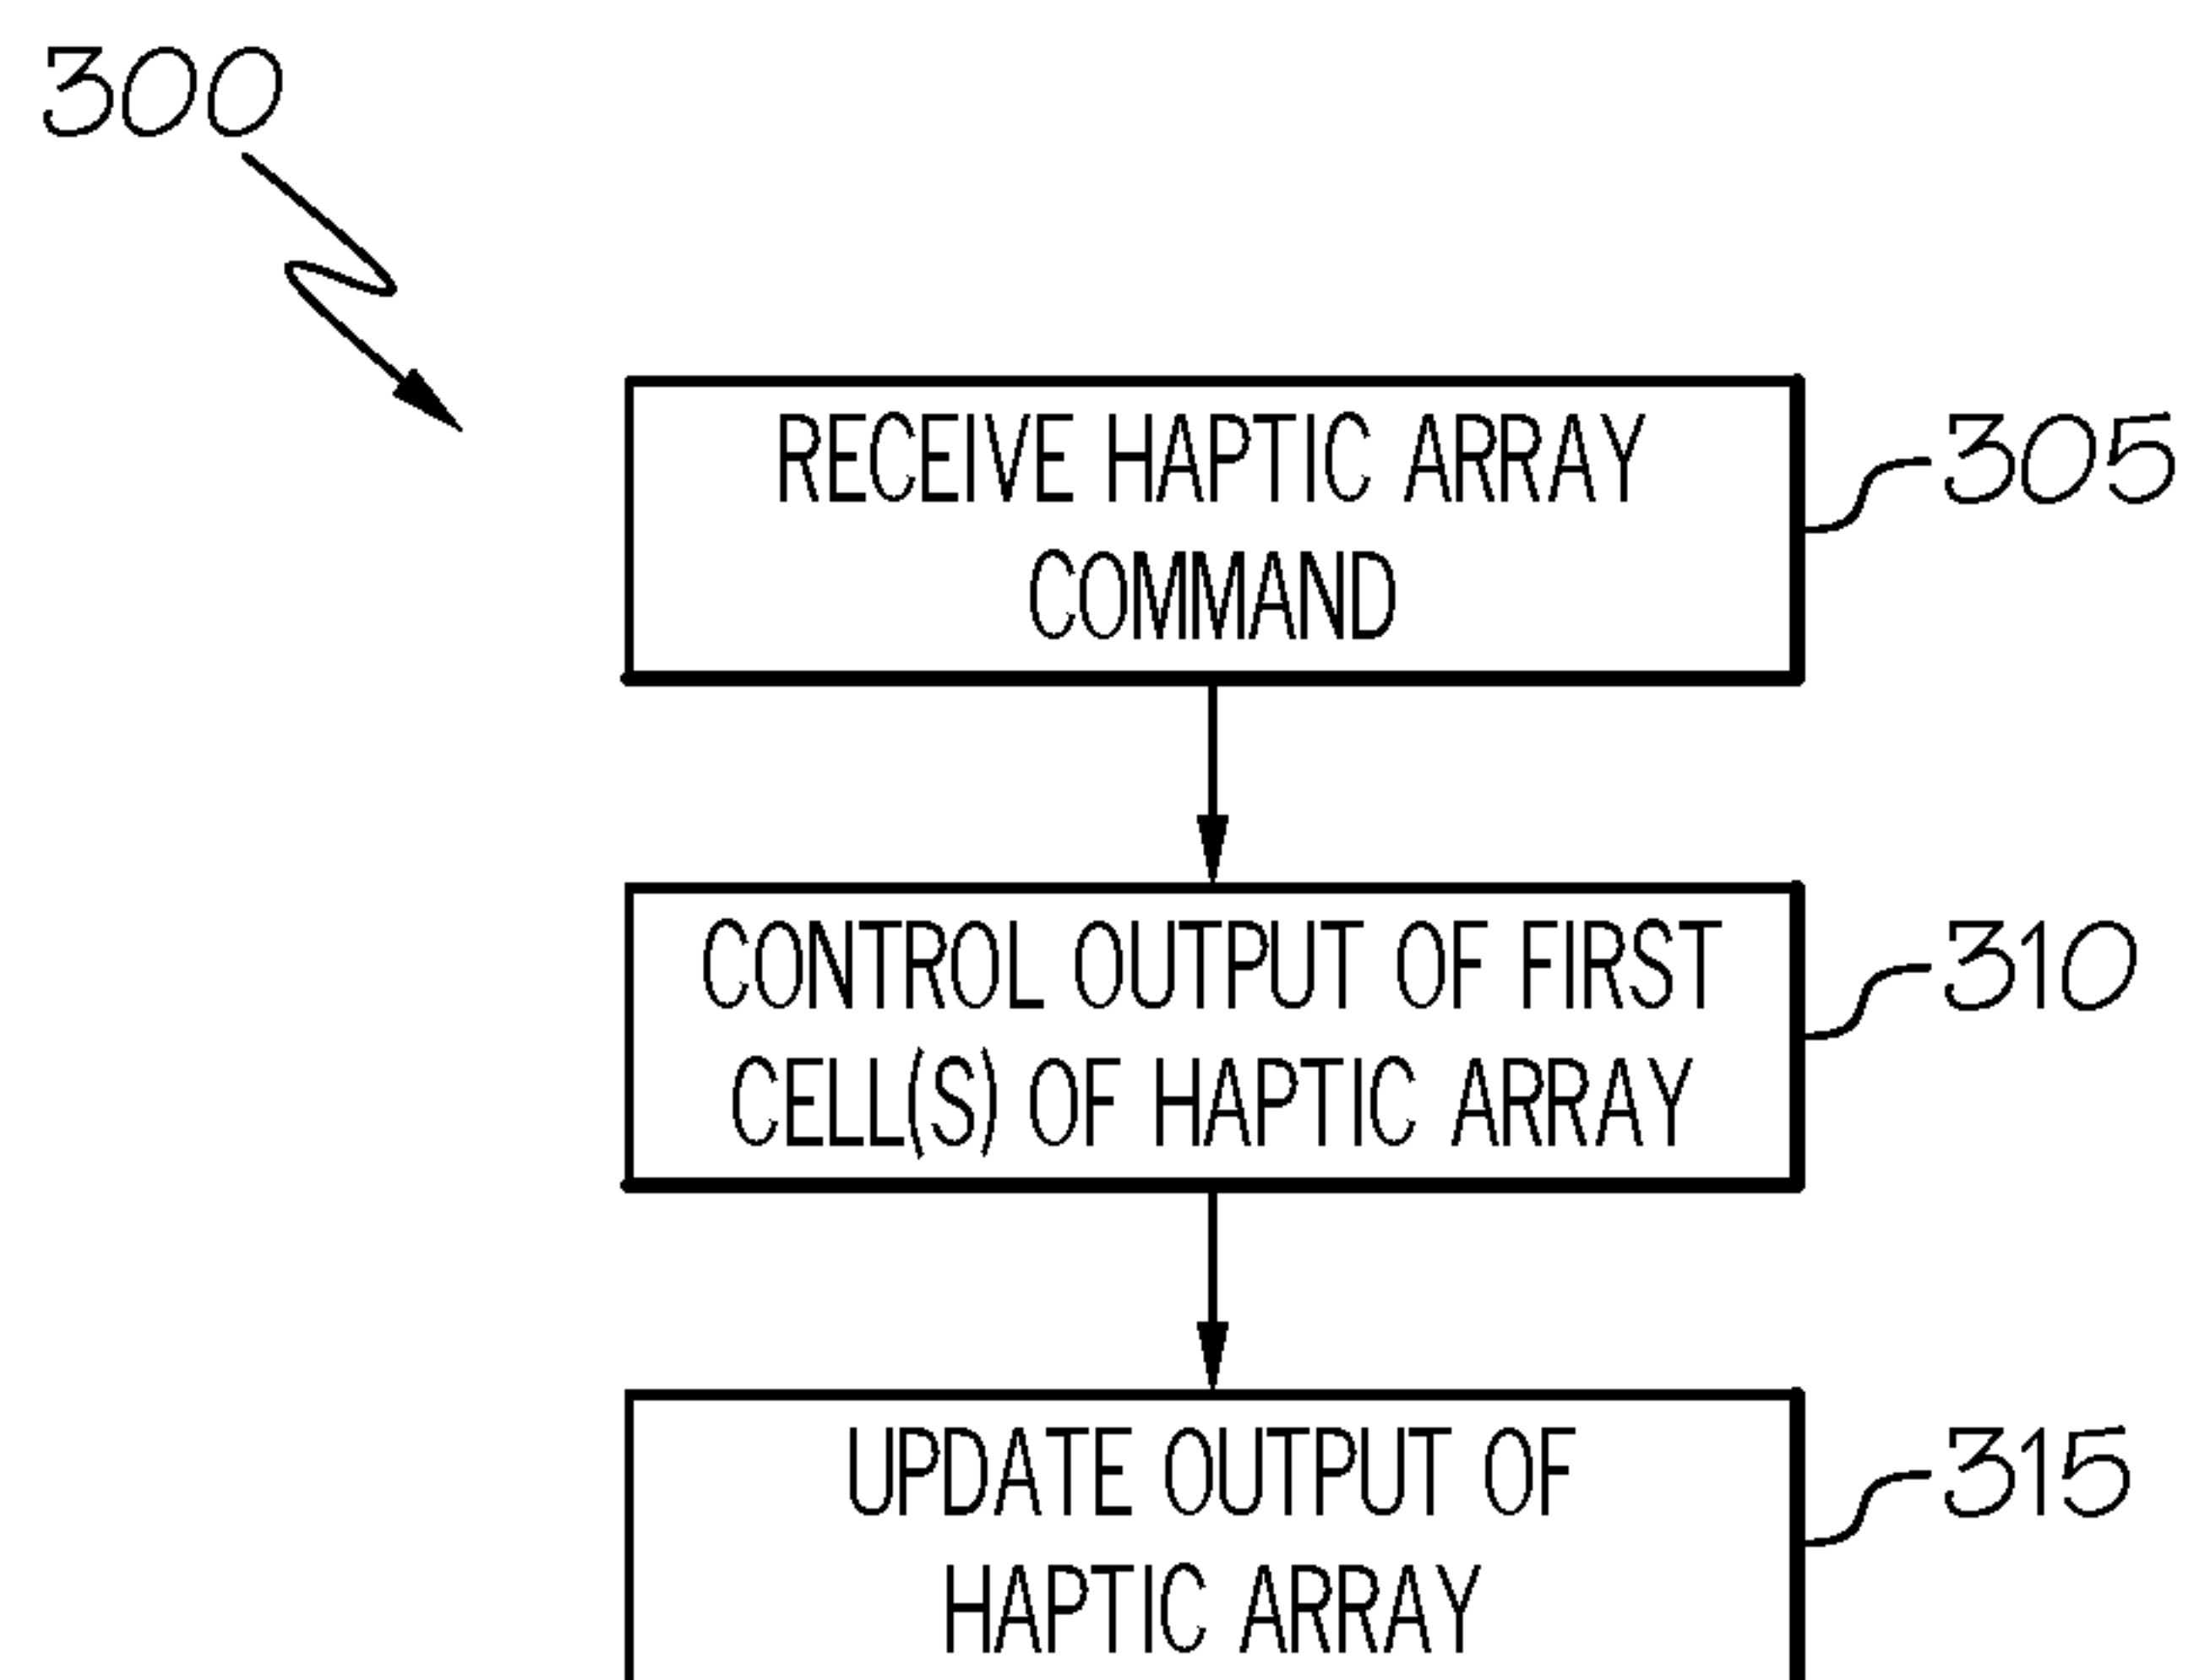 300
RECEIVE HAPTIC ARRAY
COMMAND
305
CONTROL OUTPUT OF FIRST
CELL(S) OF HAPTIC ARRAY
310
UPDATE OUTPUT OF
HAPTIC ARRAY
315